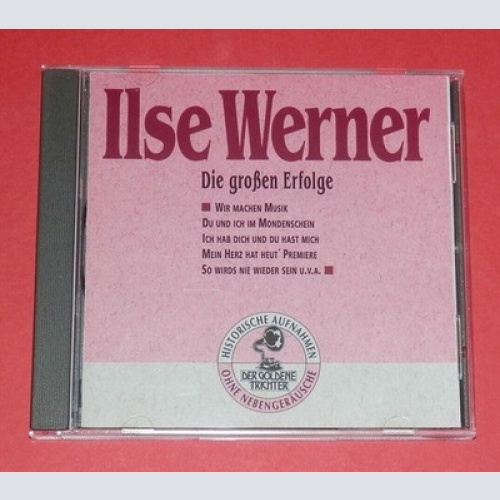 Ilse Werner
Die großen Erfolge
Wir machen Musik
Du und ich im Mondenschein
Ich hab dich und du hast mich
Mein Herz hat heut´ Premiere
So wirds nie wieder sein u.v.a.
HISTORISCHE AUFNAHMEN
DER GOLDENE
TRICHTER
OHNE NEBENGERÄUSCHE